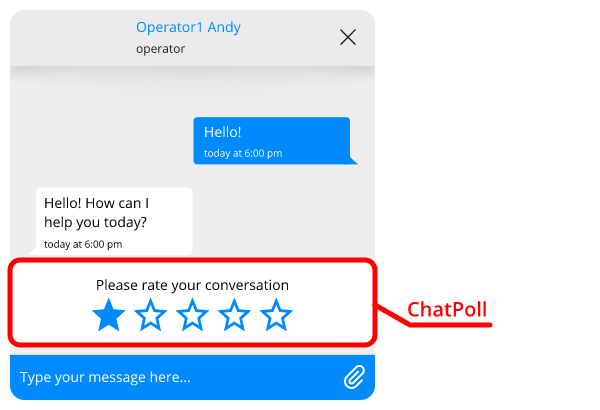 Operator1 Andy
operator
Hello!
today at 6:00 pm
Hello! How can I
help you today?
today at 6:00 pm
Please rate your conversation
ChatPoll
Type your message here...